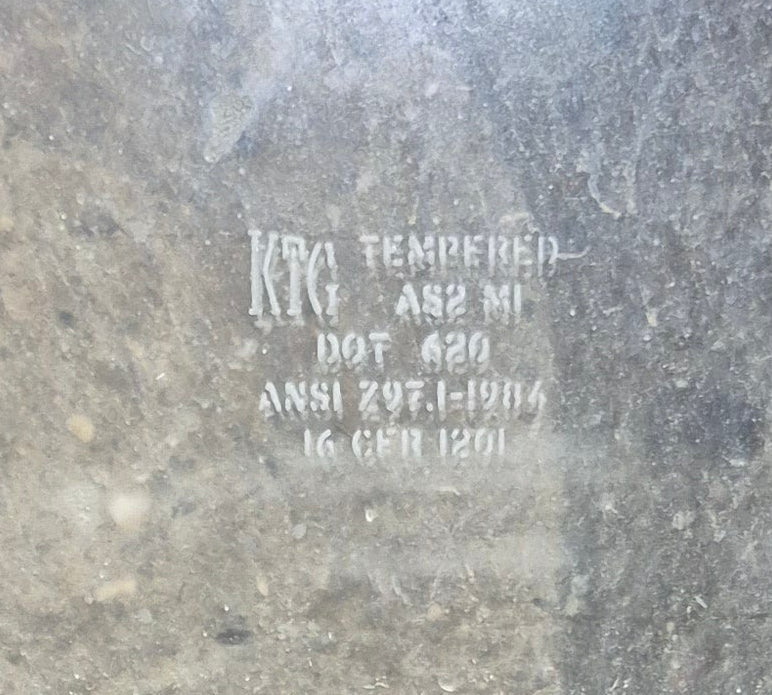 KTG TEMPERED
AS2 M1
DOT 620
ANSI Z97.1-1984
16 CFR 1201